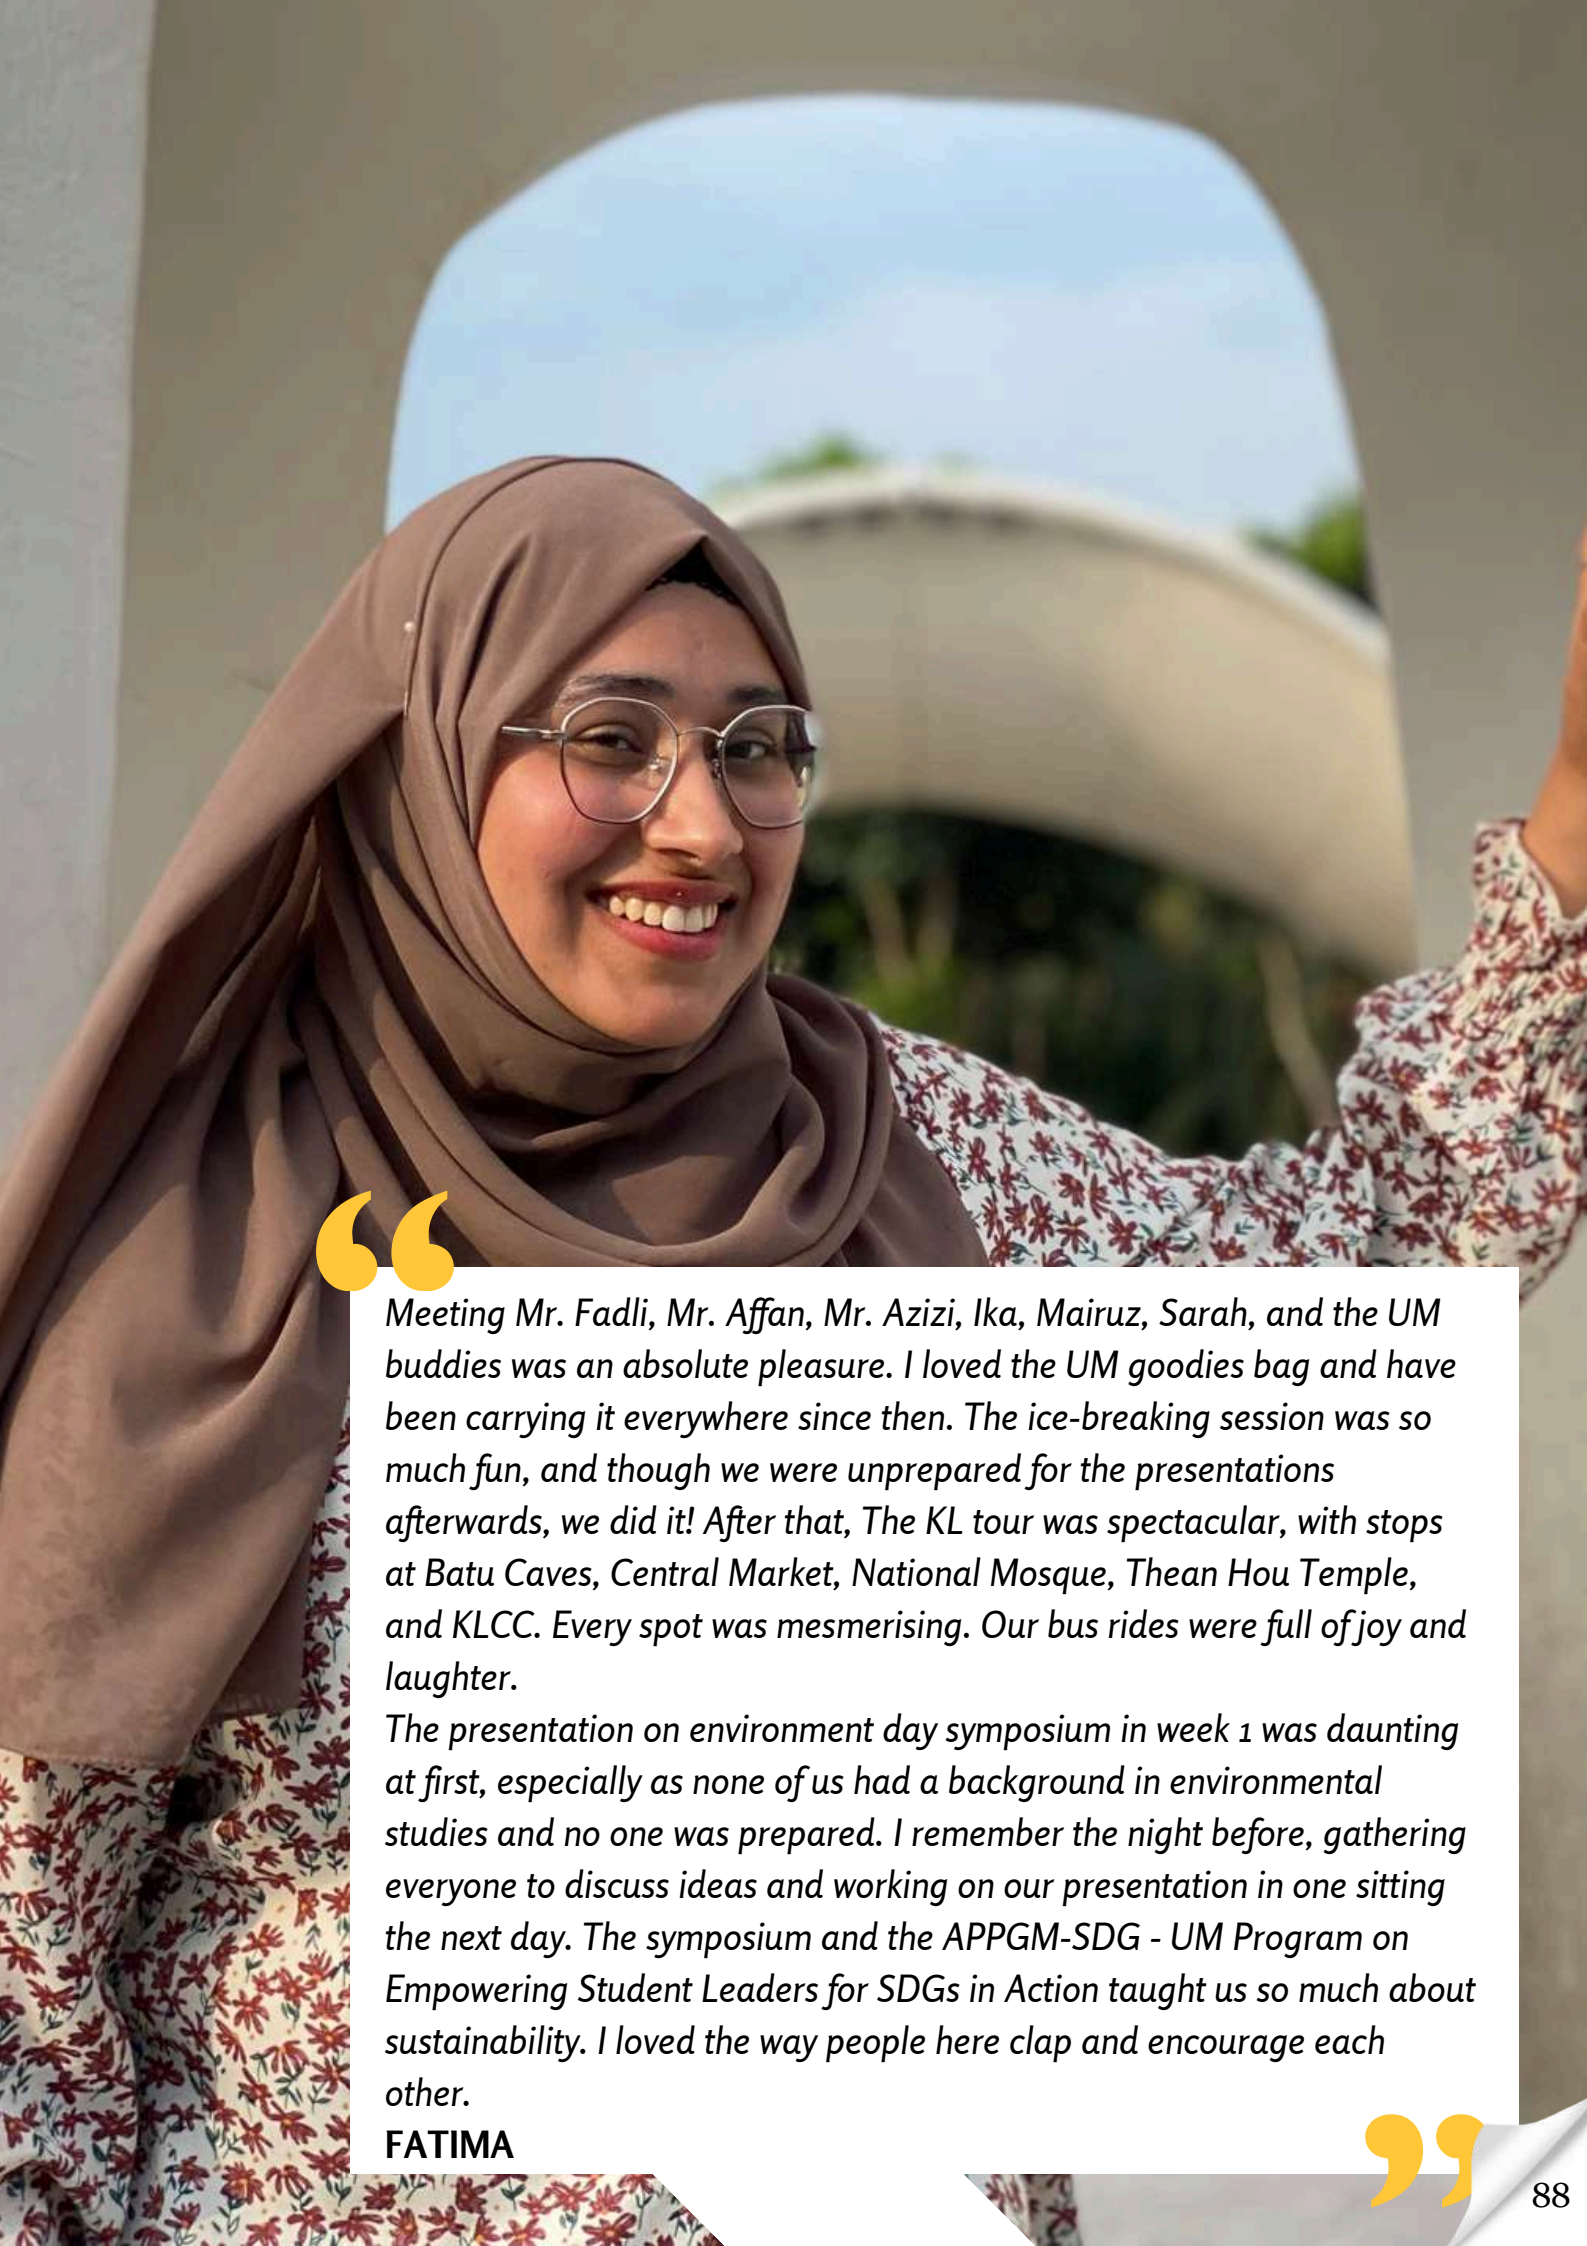 “
Meeting Mr. Fadli, Mr. Affan, Mr. Azizi, Ika, Mairuz, Sarah, and the UM
buddies was an absolute pleasure. I loved the UM goodies bag and have
been carrying it everywhere since then. The ice-breaking session was so
much fun, and though we were unprepared for the presentations
afterwards, we did it! After that, The KL tour was spectacular, with stops
at Batu Caves, Central Market, National Mosque, Thean Hou Temple,
and KLCC. Every spot was mesmerising. Our bus rides were full of joy and
laughter.
The presentation on environment day symposium in week 1 was daunting
at first, especially as none of us had a background in environmental
studies and no one was prepared. I remember the night before, gathering
everyone to discuss ideas and working on our presentation in one sitting
the next day. The symposium and the APPGM-SDG - UM Program on
Empowering Student Leaders for SDGs in Action taught us so much about
sustainability. I loved the way people here clap and encourage each
other.
FATIMA
”
88